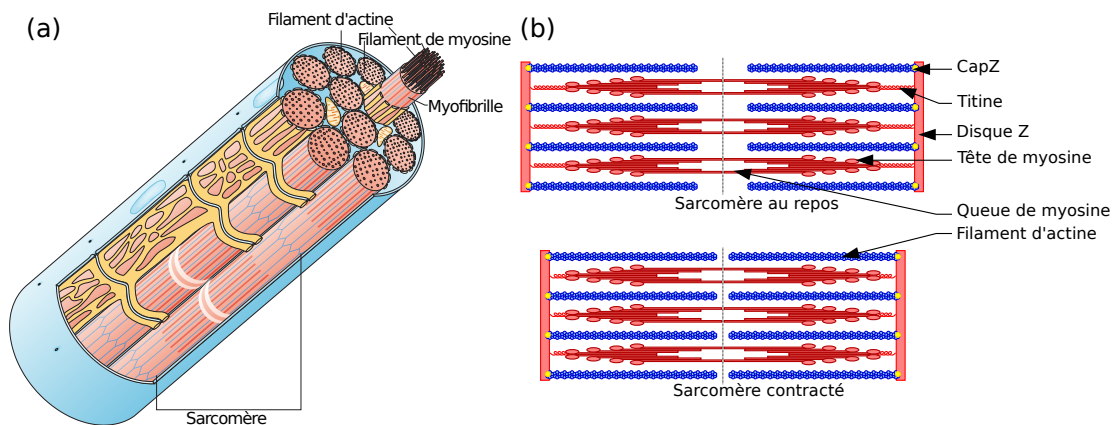 (a)
Filament d'actine
Filament de myosine
Myofibrille
Sarcomère
(b)
CapZ
Titine
Disque Z
Tête de myosine
Sarcomère au repos
Queue de myosine
Filament d'actine
Sarcomère contracté